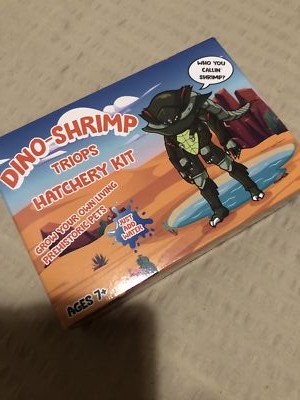 WHO YOU
CALLIN'
SHRIMP?
DINO-SHRIMP
TRIOPS
HATCHERY KIT
GROW YOUR OWN LIVING
PREHISTORIC PETS
JUST
ADD
WATER
AGES 7+